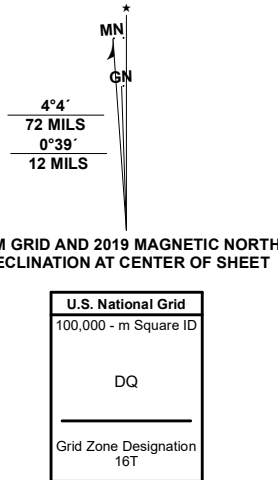 ★
MN
GN
4°4´
72 MILS
0°39´
12 MILS
M GRID AND 2019 MAGNETIC NORTH
ECLINATION AT CENTER OF SHEET
U.S. National Grid
100,000 - m Square ID
DQ
Grid Zone Designation
16T